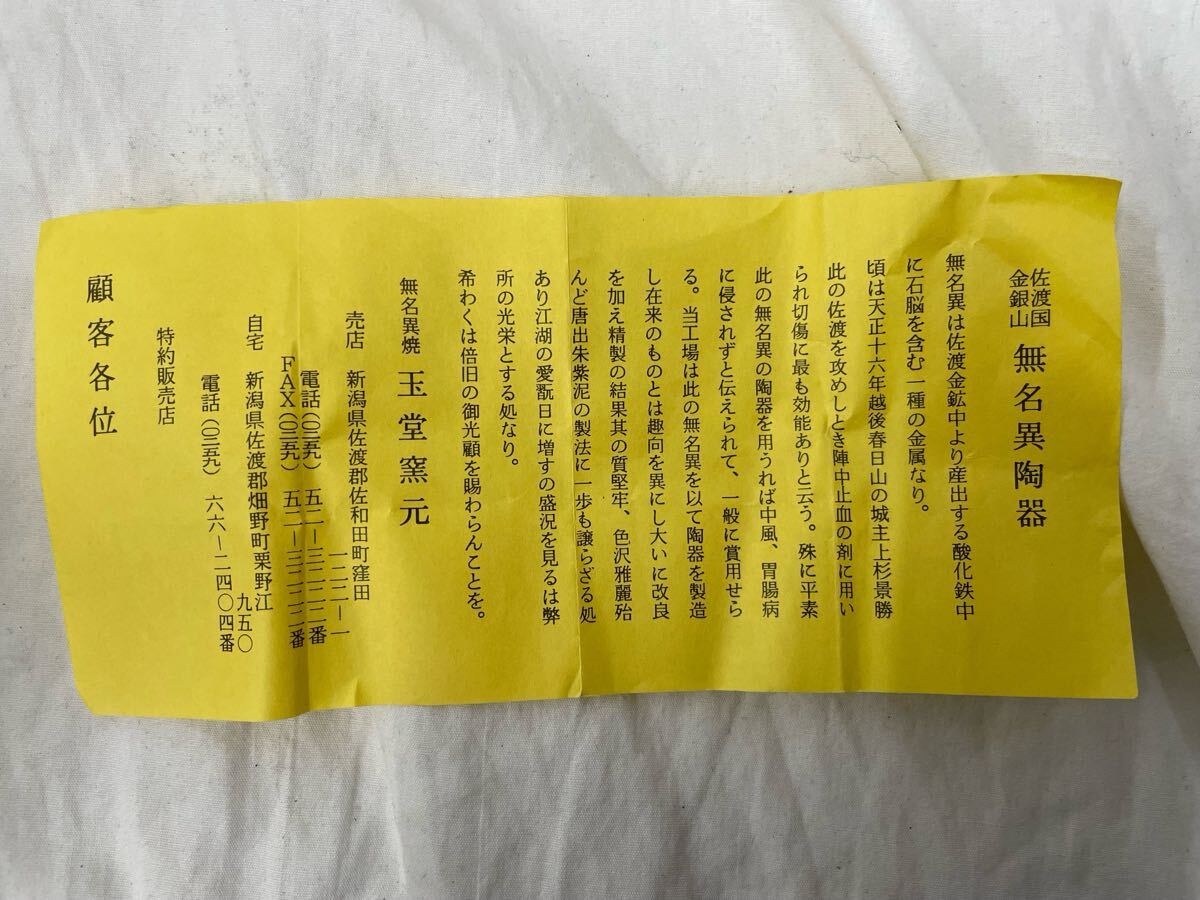 佐渡国
金銀山
無名異陶器
無名異は佐渡金鉱中より産出する酸化鉄中
に石脳を含む一種の金属なり。
頃は天正十六年越後春日山の城主上杉景勝
此の佐渡を攻めしとき陣中止血の剤に用い
られ切傷に最も効能ありと云う。殊に平素
此の無名異の陶器を用うれば中風、胃腸病
に侵されずと伝えられて、一般に賞用せら
る。当工場は此の無名異を以て陶器を製造
し在来のものとは趣向を異にし大いに改良
を加え精製の結果其の質堅牢、色沢雅麗殆
んど唐出朱紫泥の製法に一歩も譲らざる処
あり江湖の愛翫日に増すの盛況を見るは弊
所の光栄とする処なり。
希わくは倍旧の御光顧を賜わらんことを。
無名異焼 玉堂窯元
売店 新潟県佐渡郡佐和田町窪田
一二二―一
電話(〇二五九) 五二―三二二二番
FAX(〇二五九) 五二―三二二二番
自宅 新潟県佐渡郡畑野町栗野江
九五〇
電話(〇二五九) 六六―二四〇四番
特約販売店
顧客各位